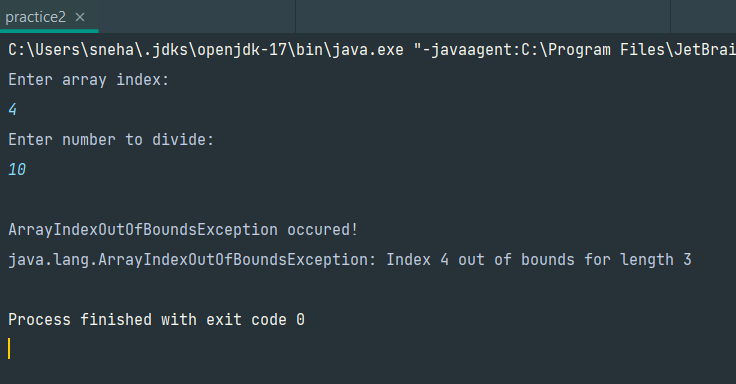 practice2 ×
C:\Users\sneha\.jdks\openjdk-17\bin\java.exe "-javaagent:C:\Program Files\JetBrai
Enter array index:
4
Enter number to divide:
10
ArrayIndexOutOfBoundsException occured!
java.lang.ArrayIndexOutOfBoundsException: Index 4 out of bounds for length 3
Process finished with exit code 0